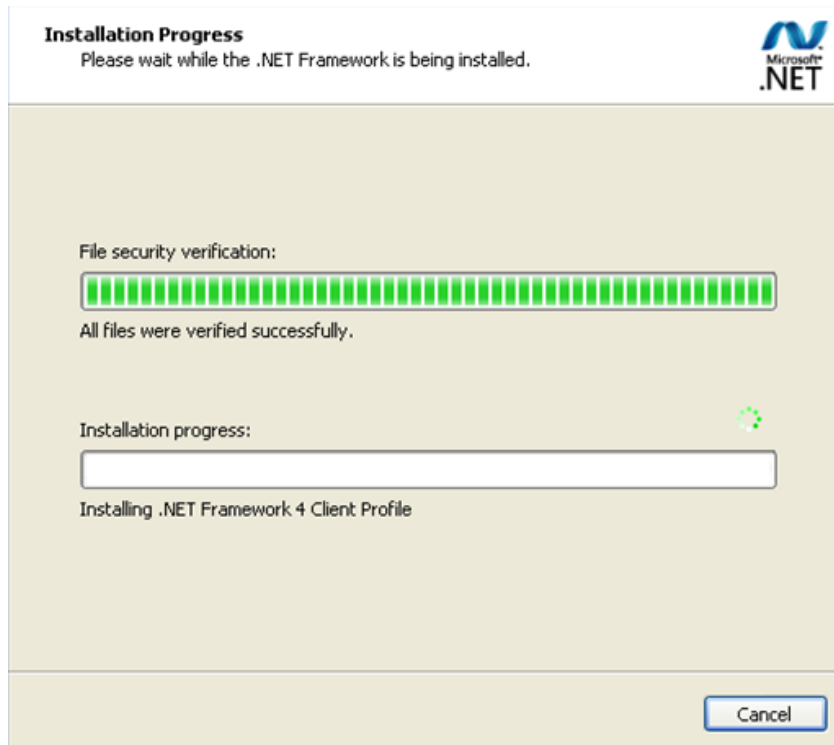 Installation Progress
Please wait while the .NET Framework is being installed.
Microsoft
.NET
File security verification:
All files were verified successfully.
Installation progress:
Installing .NET Framework 4 Client Profile
Cancel